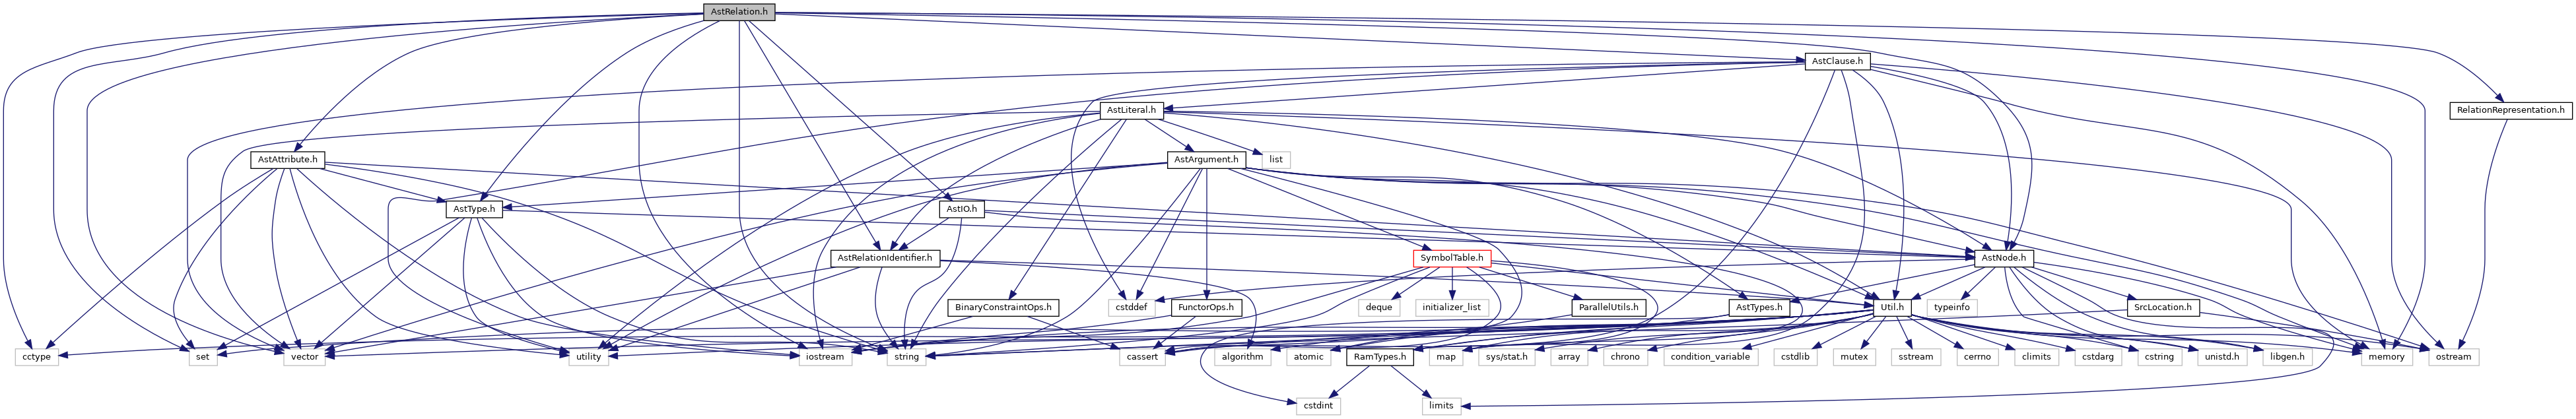 AstRelation.h
AstClause.h
AstLiteral.h
RelationRepresentation.h
AstAttribute.h
AstArgument.h
list
AstType.h
AstIO.h
AstRelationIdentifier.h
SymbolTable.h
AstNode.h
BinaryConstraintOps.h
cstddef
FunctorOps.h
deque
initializer_list
ParallelUtils.h
AstTypes.h
Util.h
typeinfo
SrcLocation.h
cctype
set
vector
utility
iostream
string
cassert
algorithm
atomic
RamTypes.h
map
sys/stat.h
array
chrono
condition_variable
cstdlib
mutex
sstream
cerrno
climits
cstdarg
cstring
unistd.h
libgen.h
memory
ostream
cstdint
limits